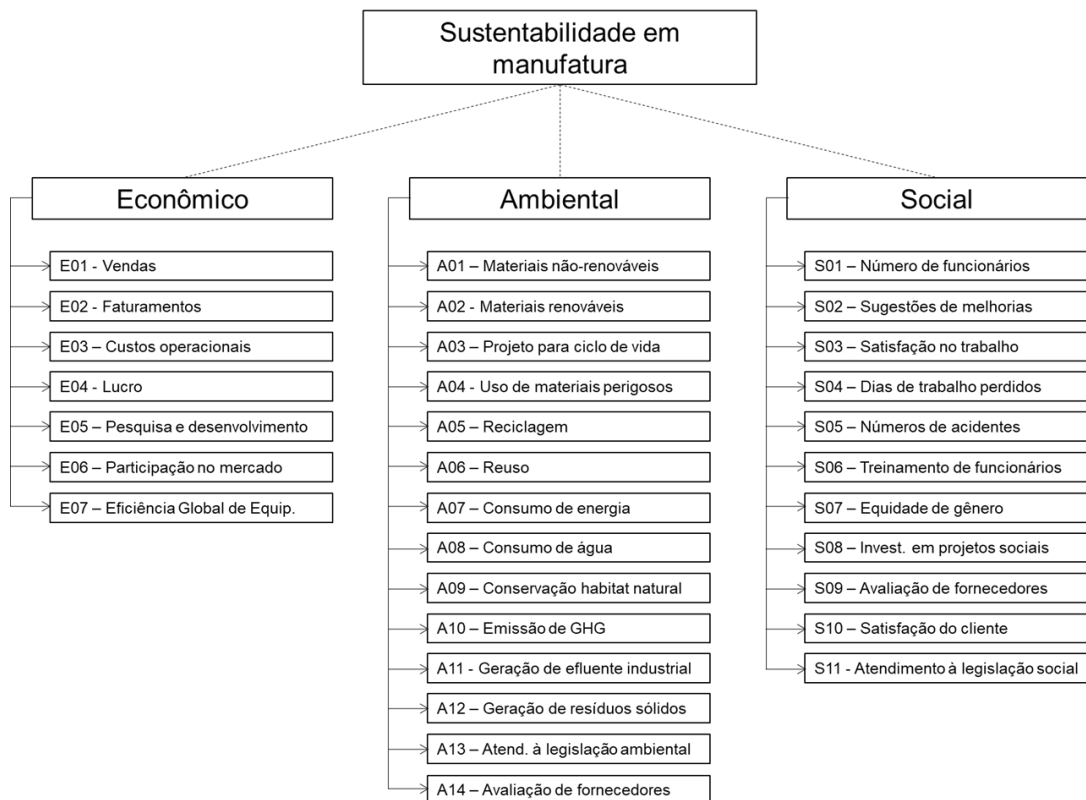 Sustentabilidade em
manufatura
Econômico
E01 - Vendas
E02 - Faturamentos
E03 – Custos operacionais
E04 - Lucro
E05 – Pesquisa e desenvolvimento
E06 – Participação no mercado
E07 – Eficiência Global de Equip.
Ambiental
A01 – Materiais não-renováveis
A02 - Materiais renováveis
A03 – Projeto para ciclo de vida
A04 - Uso de materiais perigosos
A05 – Reciclagem
A06 – Reuso
A07 – Consumo de energia
A08 – Consumo de água
A09 – Conservação habitat natural
A10 – Emissão de GHG
A11 - Geração de efluente industrial
A12 – Geração de resíduos sólidos
A13 – Atend. à legislação ambiental
A14 – Avaliação de fornecedores
Social
S01 – Número de funcionários
S02 – Sugestões de melhorias
S03 – Satisfação no trabalho
S04 – Dias de trabalho perdidos
S05 – Números de acidentes
S06 – Treinamento de funcionários
S07 – Equidade de gênero
S08 – Invest. em projetos sociais
S09 – Avaliação de fornecedores
S10 – Satisfação do cliente
S11 - Atendimento à legislação social